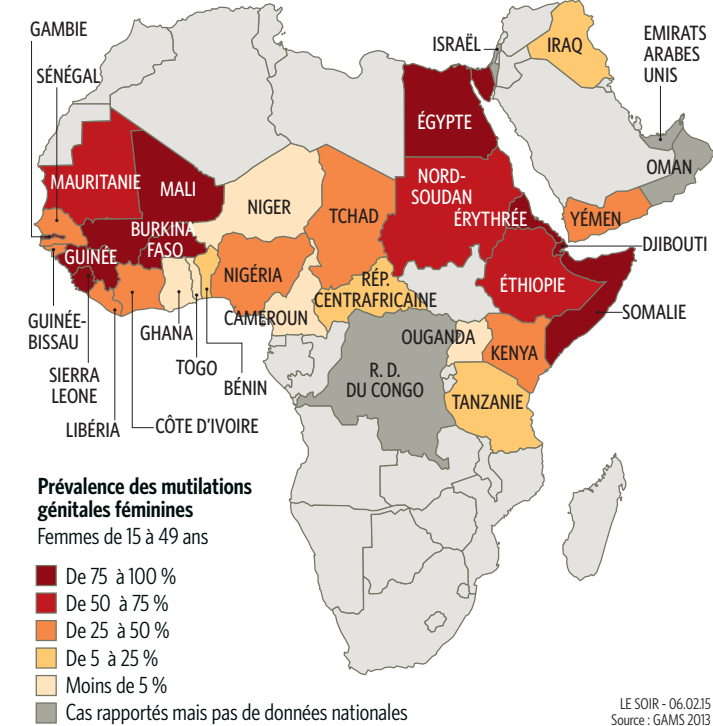 GAMBIE
SÉNÉGAL
ISRAËL
IRAQ
EMIRATS
ARABES
UNIS
ÉGYPTE
OMAN
MAURITANIE
MALI
NIGER
TCHAD
NORD-
SOUDAN
ÉRYTHRÉE
YÉMEN
DJIBOUTI
BURKINA
FASO
GUINÉE
NIGÉRIA
RÉP.
CENTRAFRICAINE
ÉTHIOPIE
SOMALIE
GUINÉE-
BISSAU
GHANA
CAMEROUN
OUGANDA
KENYA
SIERRA
LEONE
TOGO
BÉNIN
R. D.
DU CONGO
TANZANIE
LIBÉRIA
CÔTE D'IVOIRE
Prévalence des mutilations
génitales féminines
Femmes de 15 à 49 ans
De 75 à 100 %
De 50 à 75 %
De 25 à 50 %
De 5 à 25 %
Moins de 5 %
Cas rapportés mais pas de données nationales
LE SOIR - 06.02.15
Source : GAMS 2013